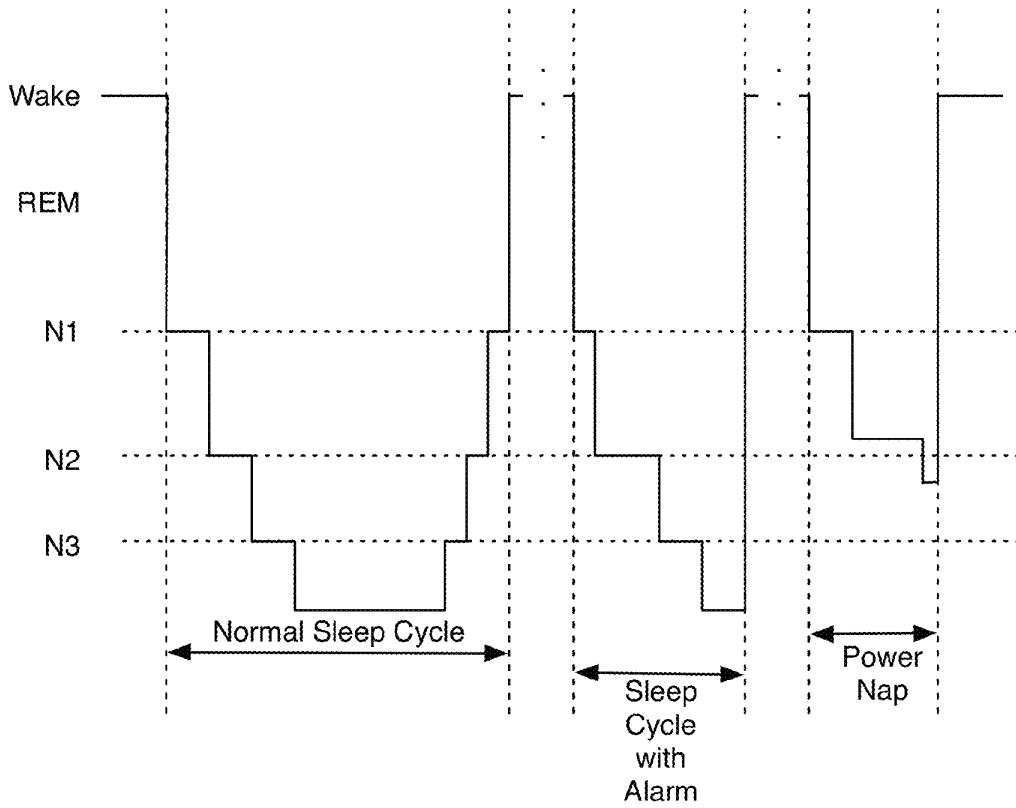 Wake
REM
N1
N2
N3
Normal Sleep Cycle
Sleep
Cycle
with
Alarm
Power
Nap